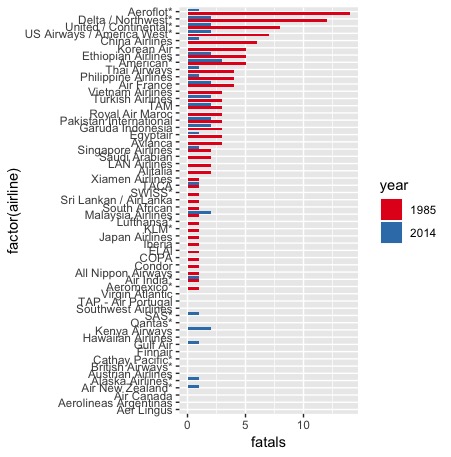 Aeroflot*
Delta / Northwest*
United / Continental*
US Airways / America West*
China Airlines
Korean Air
Ethiopian Airlines
American*
Thai Airways
Philippine Airlines
Air France
Vietnam Airlines
Turkish Airlines
TAM
Royal Air Maroc
Pakistan International
Garuda Indonesia
Egyptair
Avianca
Singapore Airlines
Saudi Arabian
LAN Airlines
Alitalia
Xiamen Airlines
TACA
SWISS*
Sri Lankan / AirLanka
South African
Malaysia Airlines
Lufthansa*
KLM*
Japan Airlines
Iberia
El Al
COPA
Condor
All Nippon Airways
Air India*
Aeromexico*
Virgin Atlantic
TAP - Air Portugal
Southwest Airlines
SAS*
Qantas*
Kenya Airways
Hawaiian Airlines
Gulf Air
Finnair
Cathay Pacific*
British Airways*
Austrian Airlines
Alaska Airlines*
Air New Zealand*
Air Canada
Aerolineas Argentinas
Aer Lingus
factor(airline)
0 5 10
fatals
year
1985
2014